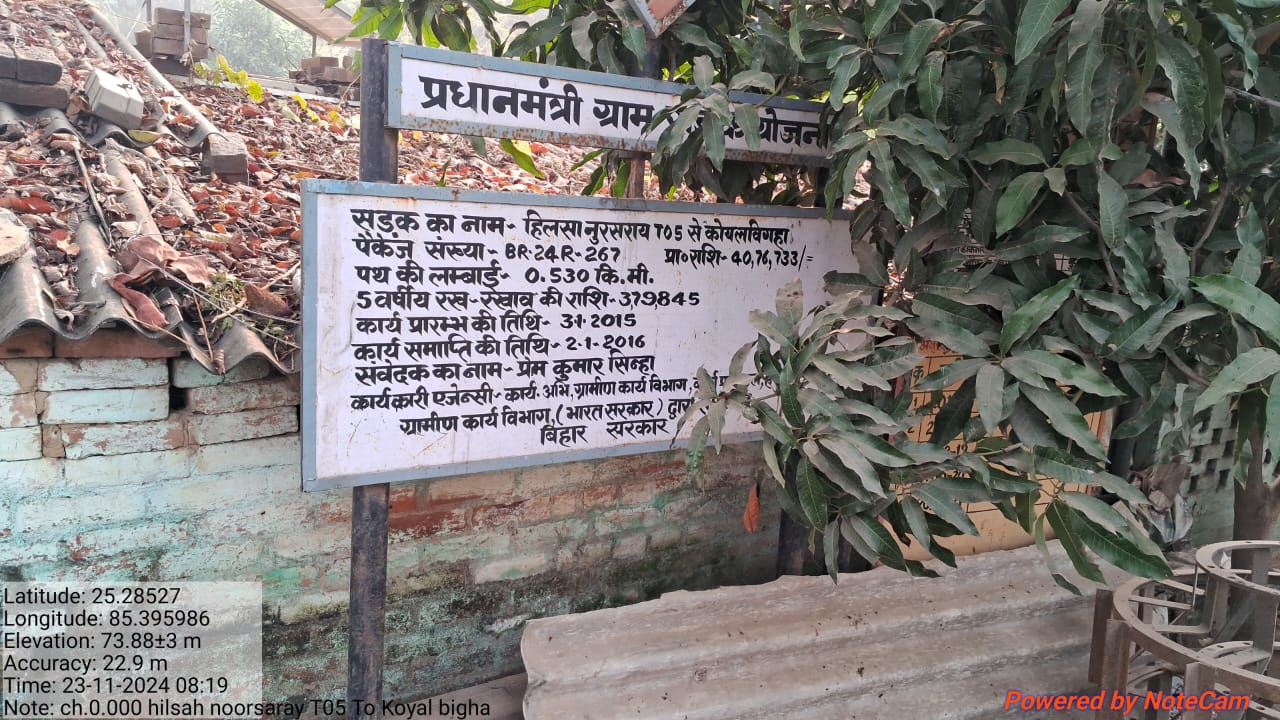 प्रधानमंत्री ग्राम सड़क योजना
सड़क का नाम- हिलसा नुरसराय T05 से कोयलाविगहा
पैकेज संख्या- BR-24R-267 प्रा०राशि- 40,76,733/=
पथ की लम्बाई- 0.530 कि.मी.
5 वर्षीय रख-रखाव की राशि-379845
कार्य प्रारम्भ की तिथि- 3.1.2015
कार्य समाप्ति की तिथि-2-1-2016
संवेदक का नाम- प्रेम कुमार सिन्हा
कार्यकारी एजेन्सी- कार्य. अभि, ग्रामीण कार्य विभाग,
ग्रामीण कार्य विभाग, (भारत सरकार) द्वारा
बिहार सरकार
Latitude: 25.28527
Longitude: 85.395986
Elevation: 73.88±3 m
Accuracy: 22.9 m
Time: 23-11-2024 08:19
Note: ch.0.000 hilsah noorsaray T05 To Koyal bigha
Powered by NoteCam